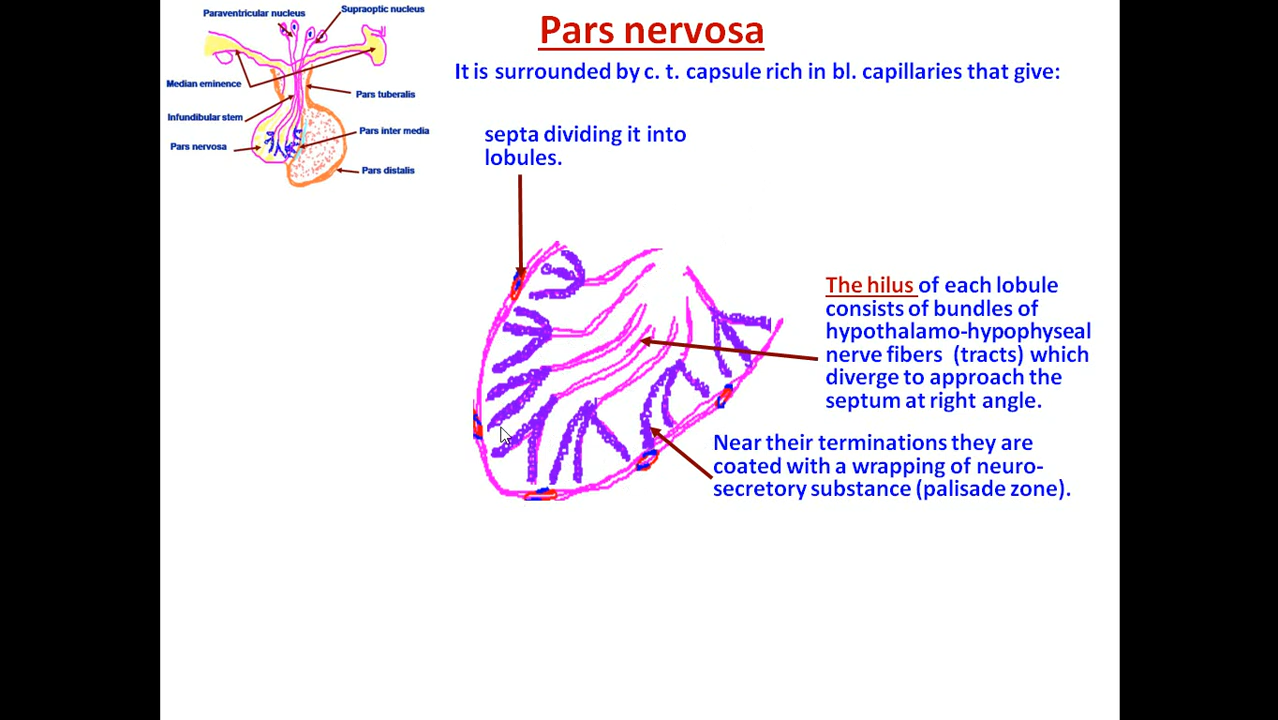 Paraventricular nucleus
Supraoptic nucleus
Median eminence
Pars tuberalis
Infundibular stem
Pars inter media
Pars nervosa
Pars distalis
Pars nervosa
It is surrounded by c. t. capsule rich in bl. capillaries that give:
septa dividing it into
lobules.
The hilus of each lobule
consists of bundles of
hypothalamo-hypophyseal
nerve fibers (tracts) which
diverge to approach the
septum at right angle.
Near their terminations they are
coated with a wrapping of neuro-
secretory substance (palisade zone).